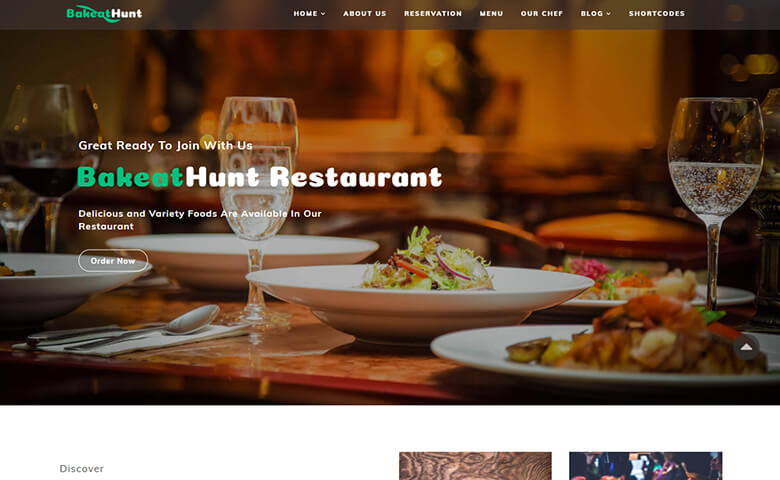 BakeatHunt
HOME ABOUT US RESERVATION MENU OUR CHEF BLOG SHORTCODES
Great Ready To Join With Us
BakeatHunt Restaurant
Delicious and Variety Foods Are Available In Our
Restaurant
Order Now
Discover